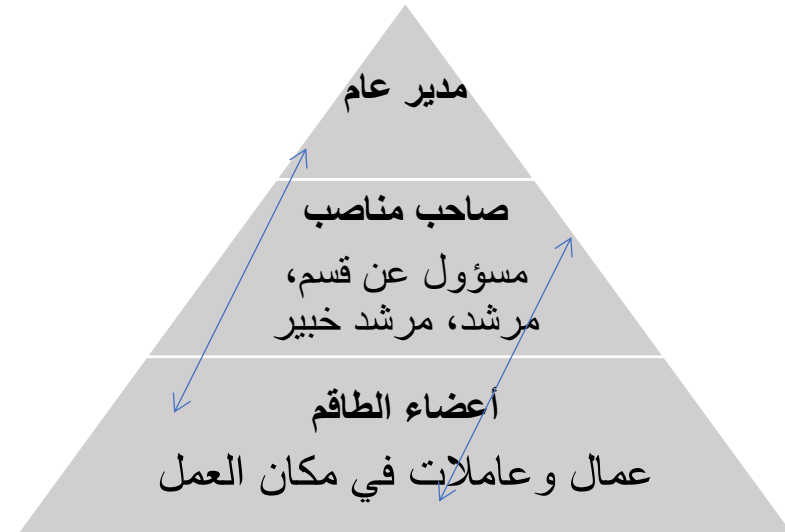 مدير عام
صاحب مناصب
مسؤول عن قسم،
مرشد، مرشد خبير
أعضاء الطاقم
عمال وعاملات في مكان العمل